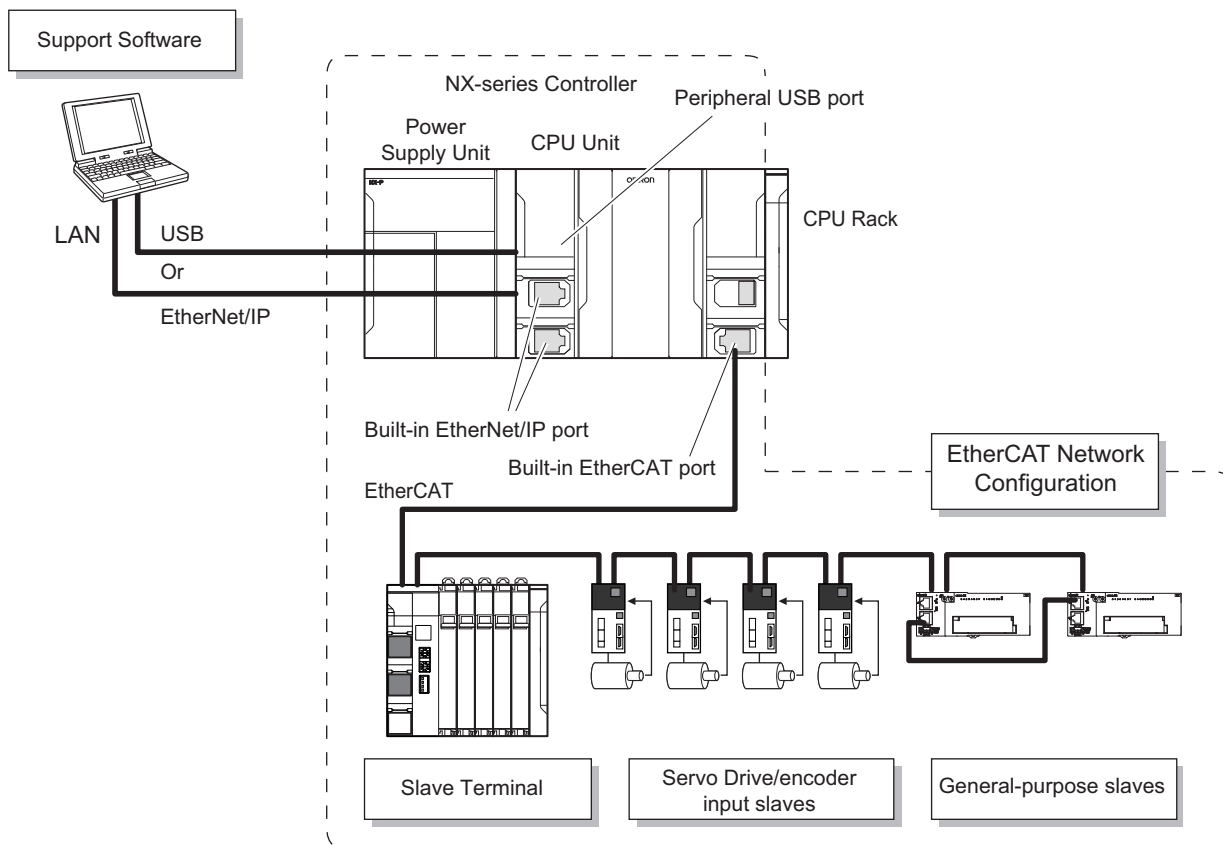 Support Software
NX-series Controller
Peripheral USB port
Power
Supply Unit
CPU Unit
NX-P
omron
CPU Rack
LAN
USB
Or
EtherNet/IP
Built-in EtherNet/IP port
Built-in EtherCAT port
EtherCAT Network
Configuration
EtherCAT
Slave Terminal
Servo Drive/encoder
input slaves
General-purpose slaves